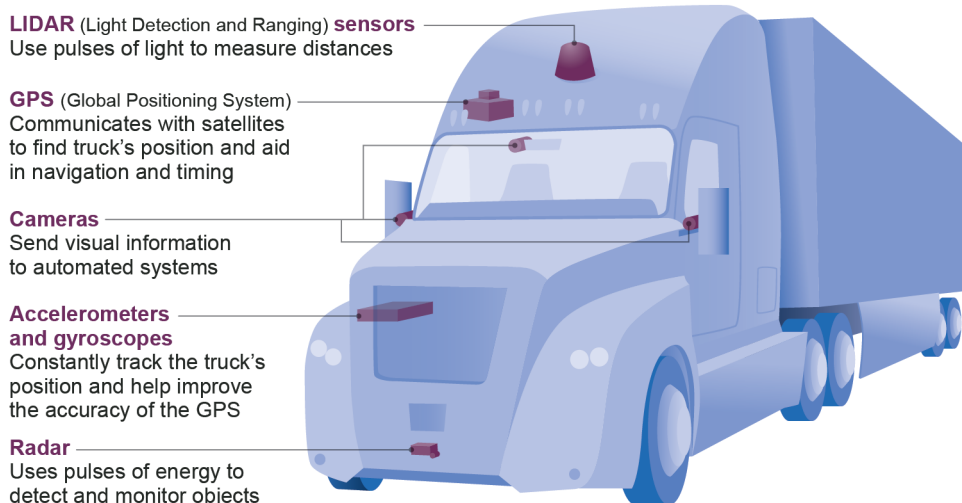 LIDAR (Light Detection and Ranging) sensors
Use pulses of light to measure distances
GPS (Global Positioning System)
Communicates with satellites
to find truck's position and aid
in navigation and timing
Cameras
Send visual information
to automated systems
Accelerometers
and gyroscopes
Constantly track the truck's
position and help improve
the accuracy of the GPS
Radar
Uses pulses of energy to
detect and monitor objects